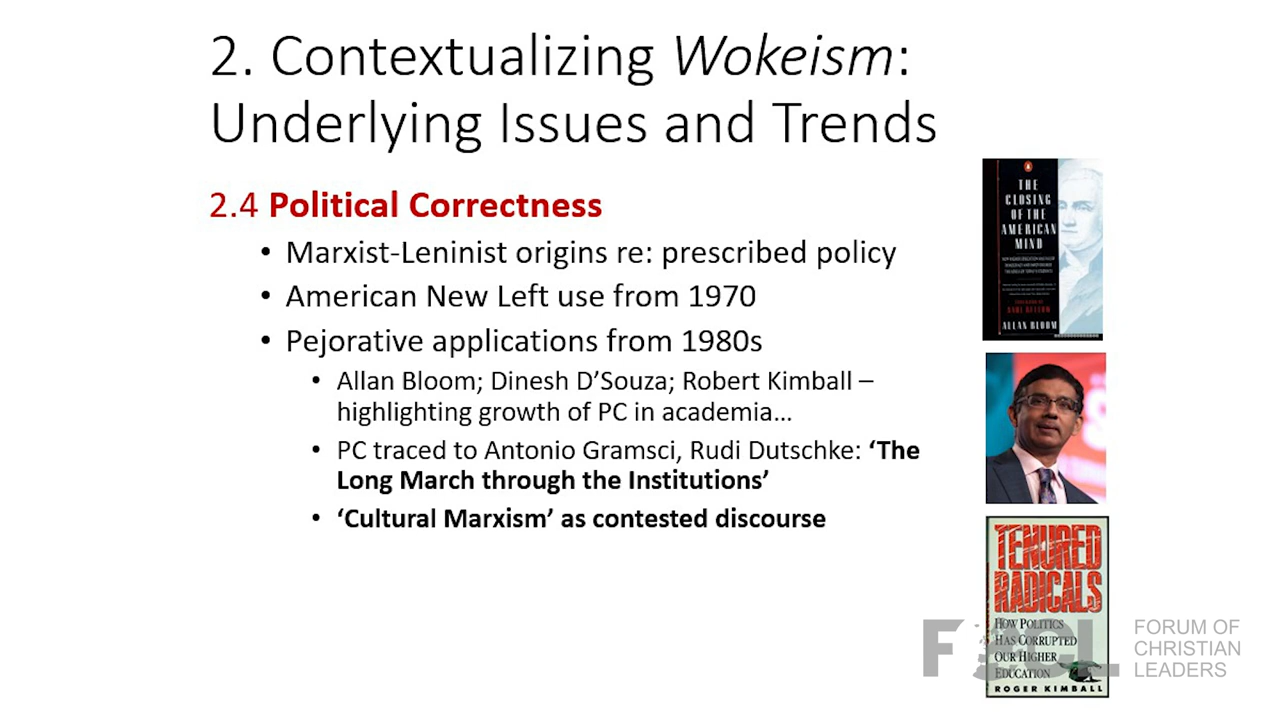 2. Contextualizing Wokeism:
Underlying Issues and Trends
2.4 Political Correctness
• Marxist-Leninist origins re: prescribed policy
• American New Left use from 1970
• Pejorative applications from 1980s
• Allan Bloom; Dinesh D’Souza; Robert Kimball –
highlighting growth of PC in academia…
• PC traced to Antonio Gramsci, Rudi Dutschke: ‘The
Long March through the Institutions’
• ‘Cultural Marxism’ as contested discourse
THE
CLOSING
OF THE
AMERICAN
MIND
ALLAN BLOOM
TENURED
RADICALS
HOW POLITICS
HAS CORRUPTED
OUR HIGHER
EDUCATION
ROGER KIMBALL
FORUM OF
CHRISTIAN
LEADERS